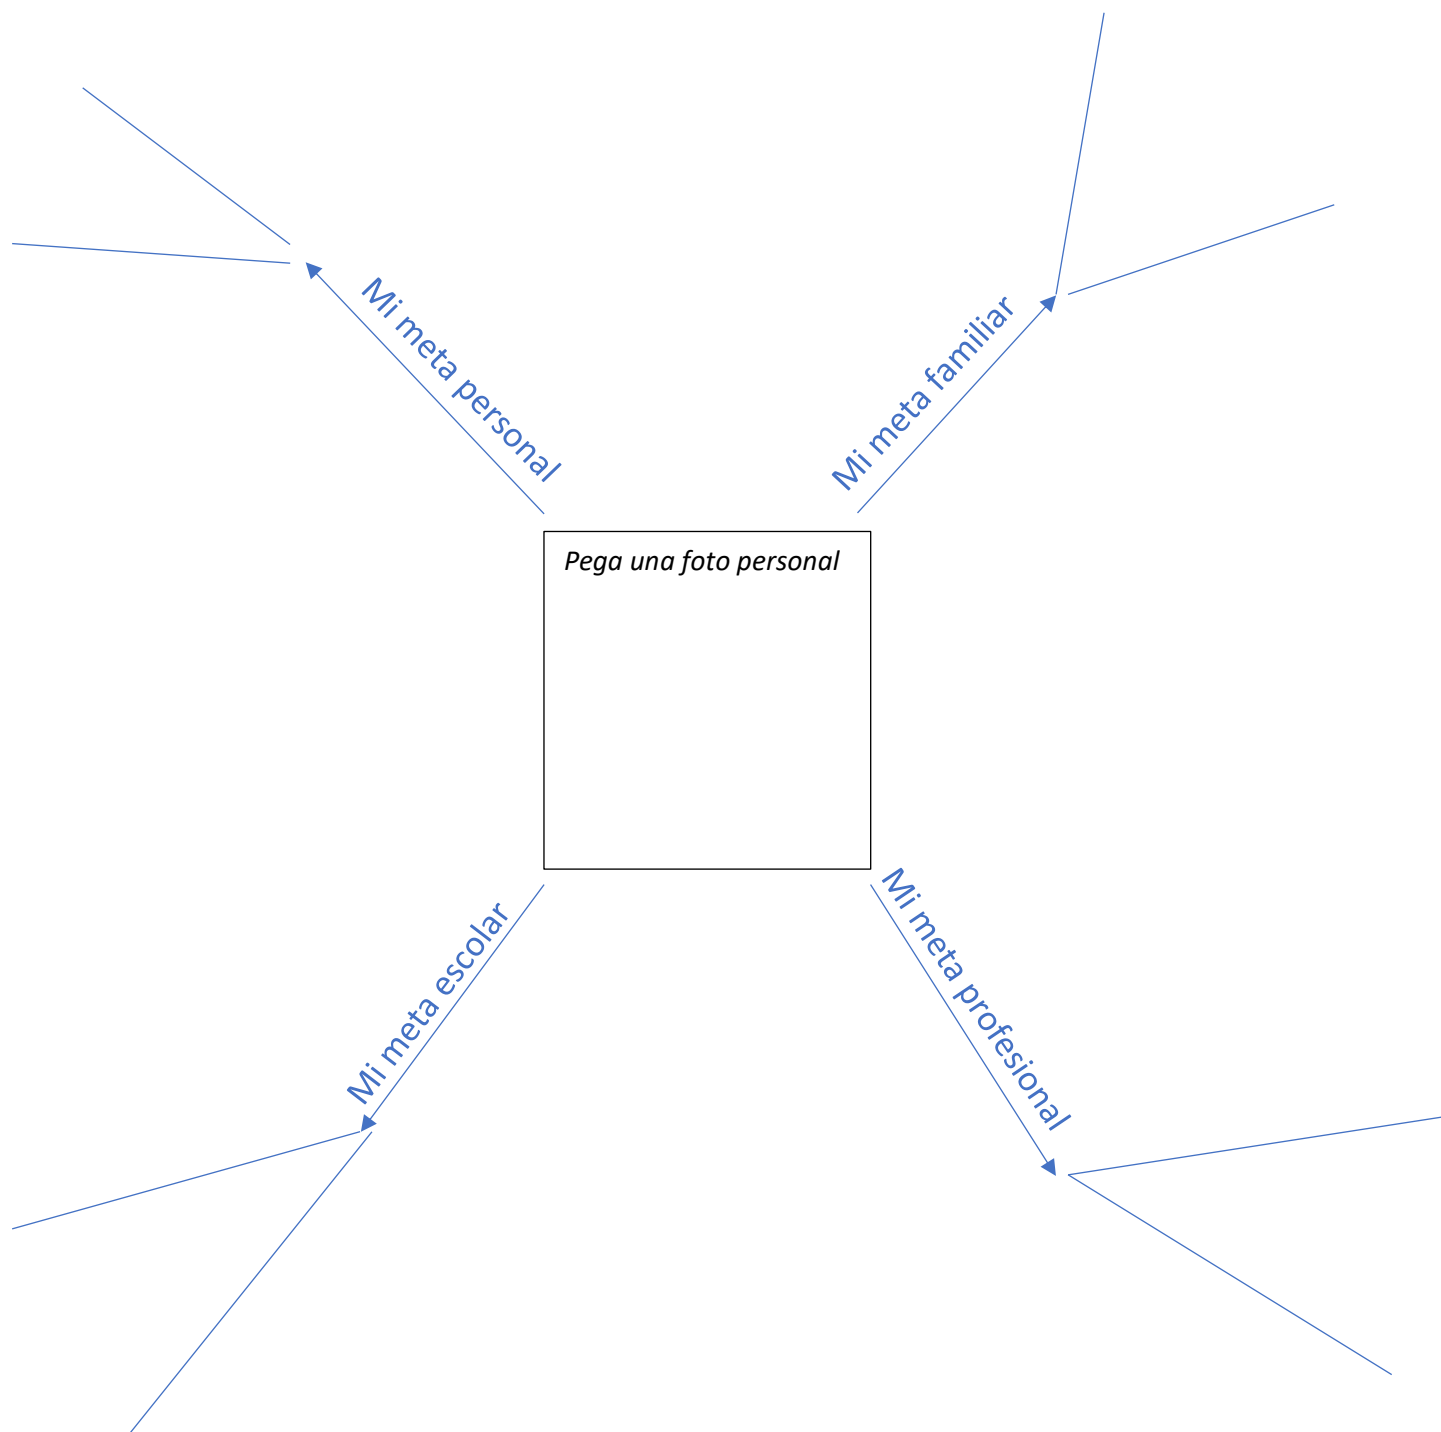 Mi meta personal
Mi meta familiar
Pega una foto personal
Mi meta escolar
Mi meta profesional